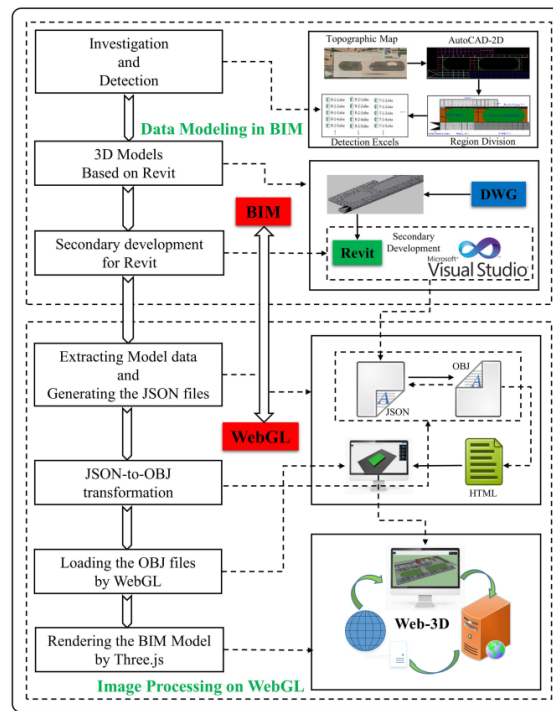 Investigation
and
Detection
Data Modeling in BIM
3D Models
Based on Revit
Secondary development
for Revit
Topographic Map
AutoCAD-2D
Detection Excels
Region Division
BIM
DWG
Revit
Secondary
Development
Microsoft®
Visual Studio
Extracting Model data
and
Generating the JSON files
WebGL
JSON-to-OBJ
transformation
Loading the OBJ files
by WebGL
Rendering the BIM Model
by Three.js
OBJ
A
A
JSON
HTML
Web-3D
Image Processing on WebGL